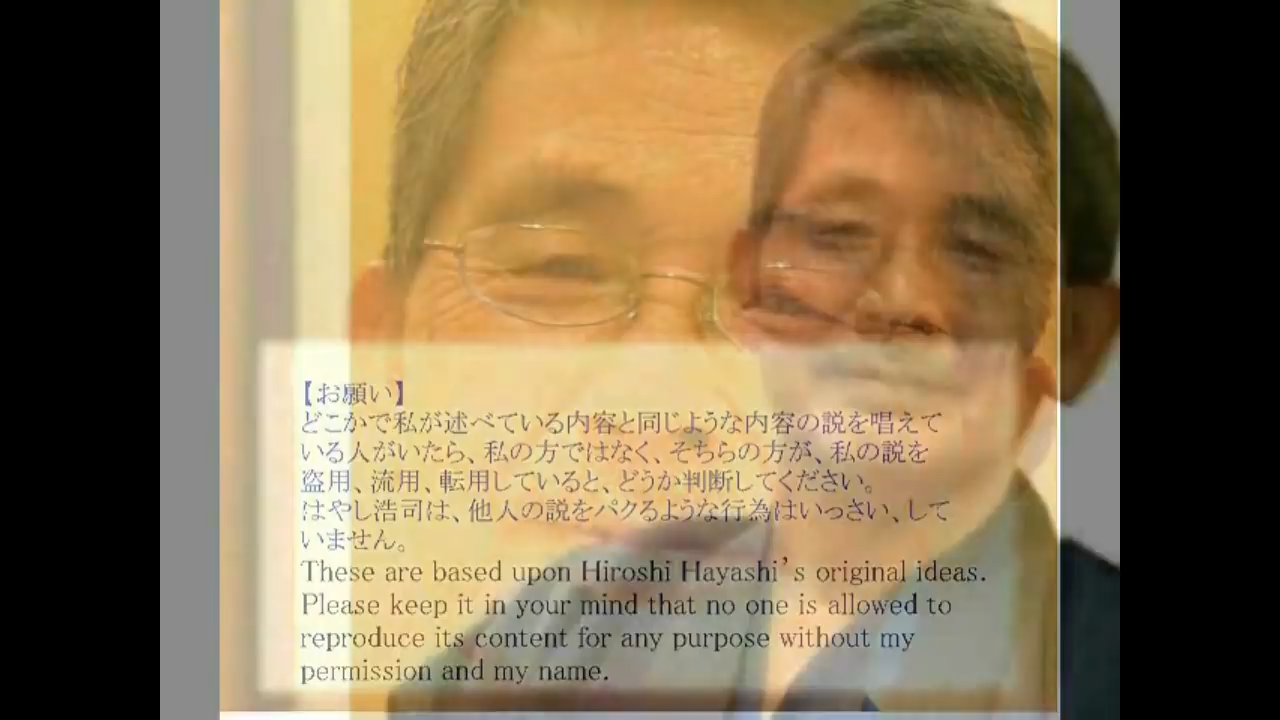 【お願い】
どこかで私が述べている内容と同じような内容の説を唱えて
いる人がいたら、私の方ではなく、そちらの方が、私の説を
盗用、流用、転用していると、どうか判断してください。
はやし浩司は、他人の説をパクるような行為はいっさい、して
いません。
These are based upon Hiroshi Hayashi's original ideas.
Please keep it in your mind that no one is allowed to
reproduce its content for any purpose without my
permission and my name.